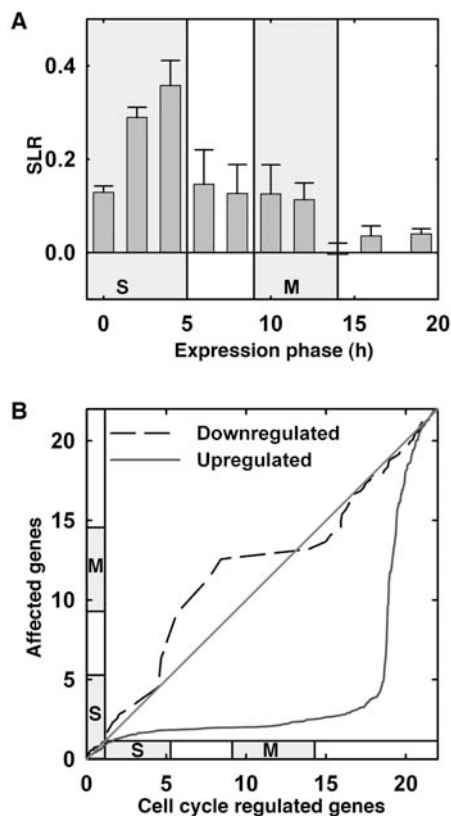 A
0.4
SLR
0.2
0.0
S M
0 5 10 15 20
Expression phase (h)
B
Downregulated
Upregulated
20
15
M
Affected genes
10
5
S
S M
0
0 5 10 15 20
Cell cycle regulated genes